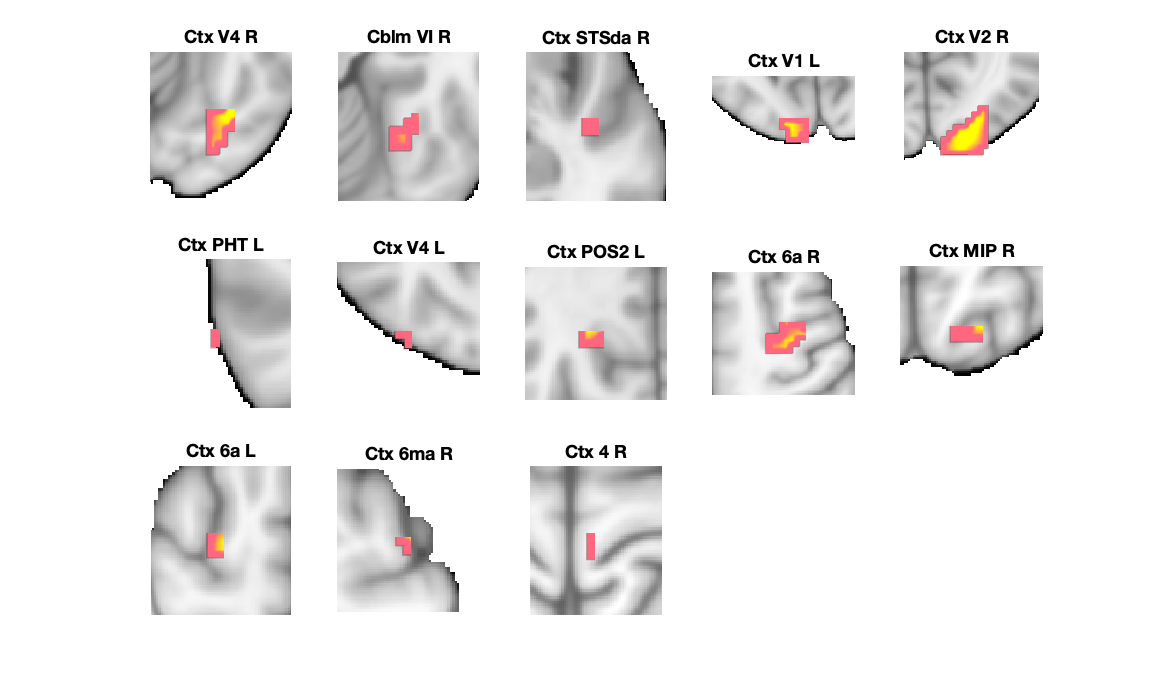 Ctx V4 R
Cblm VI R
Ctx STSda R
Ctx V1 L
Ctx V2 R
Ctx PHT L
Ctx V4 L
Ctx POS2 L
Ctx 6a R
Ctx MIP R
Ctx 6a L
Ctx 6ma R
Ctx 4 R